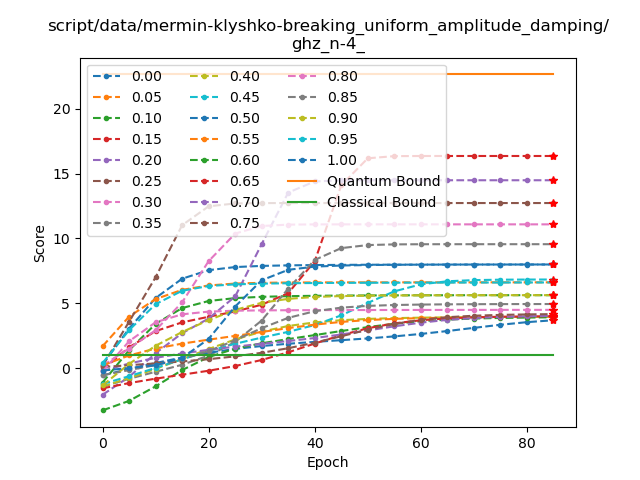 script/data/mermin-klyshko-breaking_uniform_amplitude_damping/
ghz_n-4_
0.00 0.40 0.80
0.05 0.45 0.85
0.10 0.50 0.90
0.15 0.55 0.95
0.20 0.60 1.00
0.25 0.65 Quantum Bound
0.30 0.70 Classical Bound
0.35 0.75
20
15
10
5
0
Score
0 20 40 60 80
Epoch